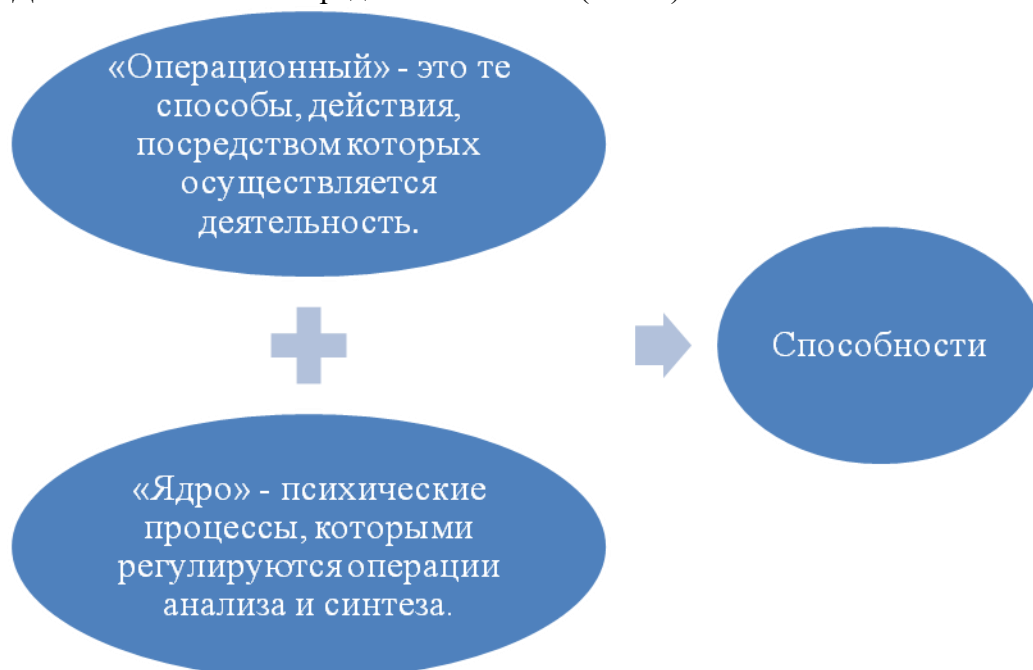 «Операционный» - это те
способы, действия,
посредством которых
осуществляется
деятельность.
Способности
«Ядро» - психические
процессы, которыми
регулируются операции
анализа и синтеза.